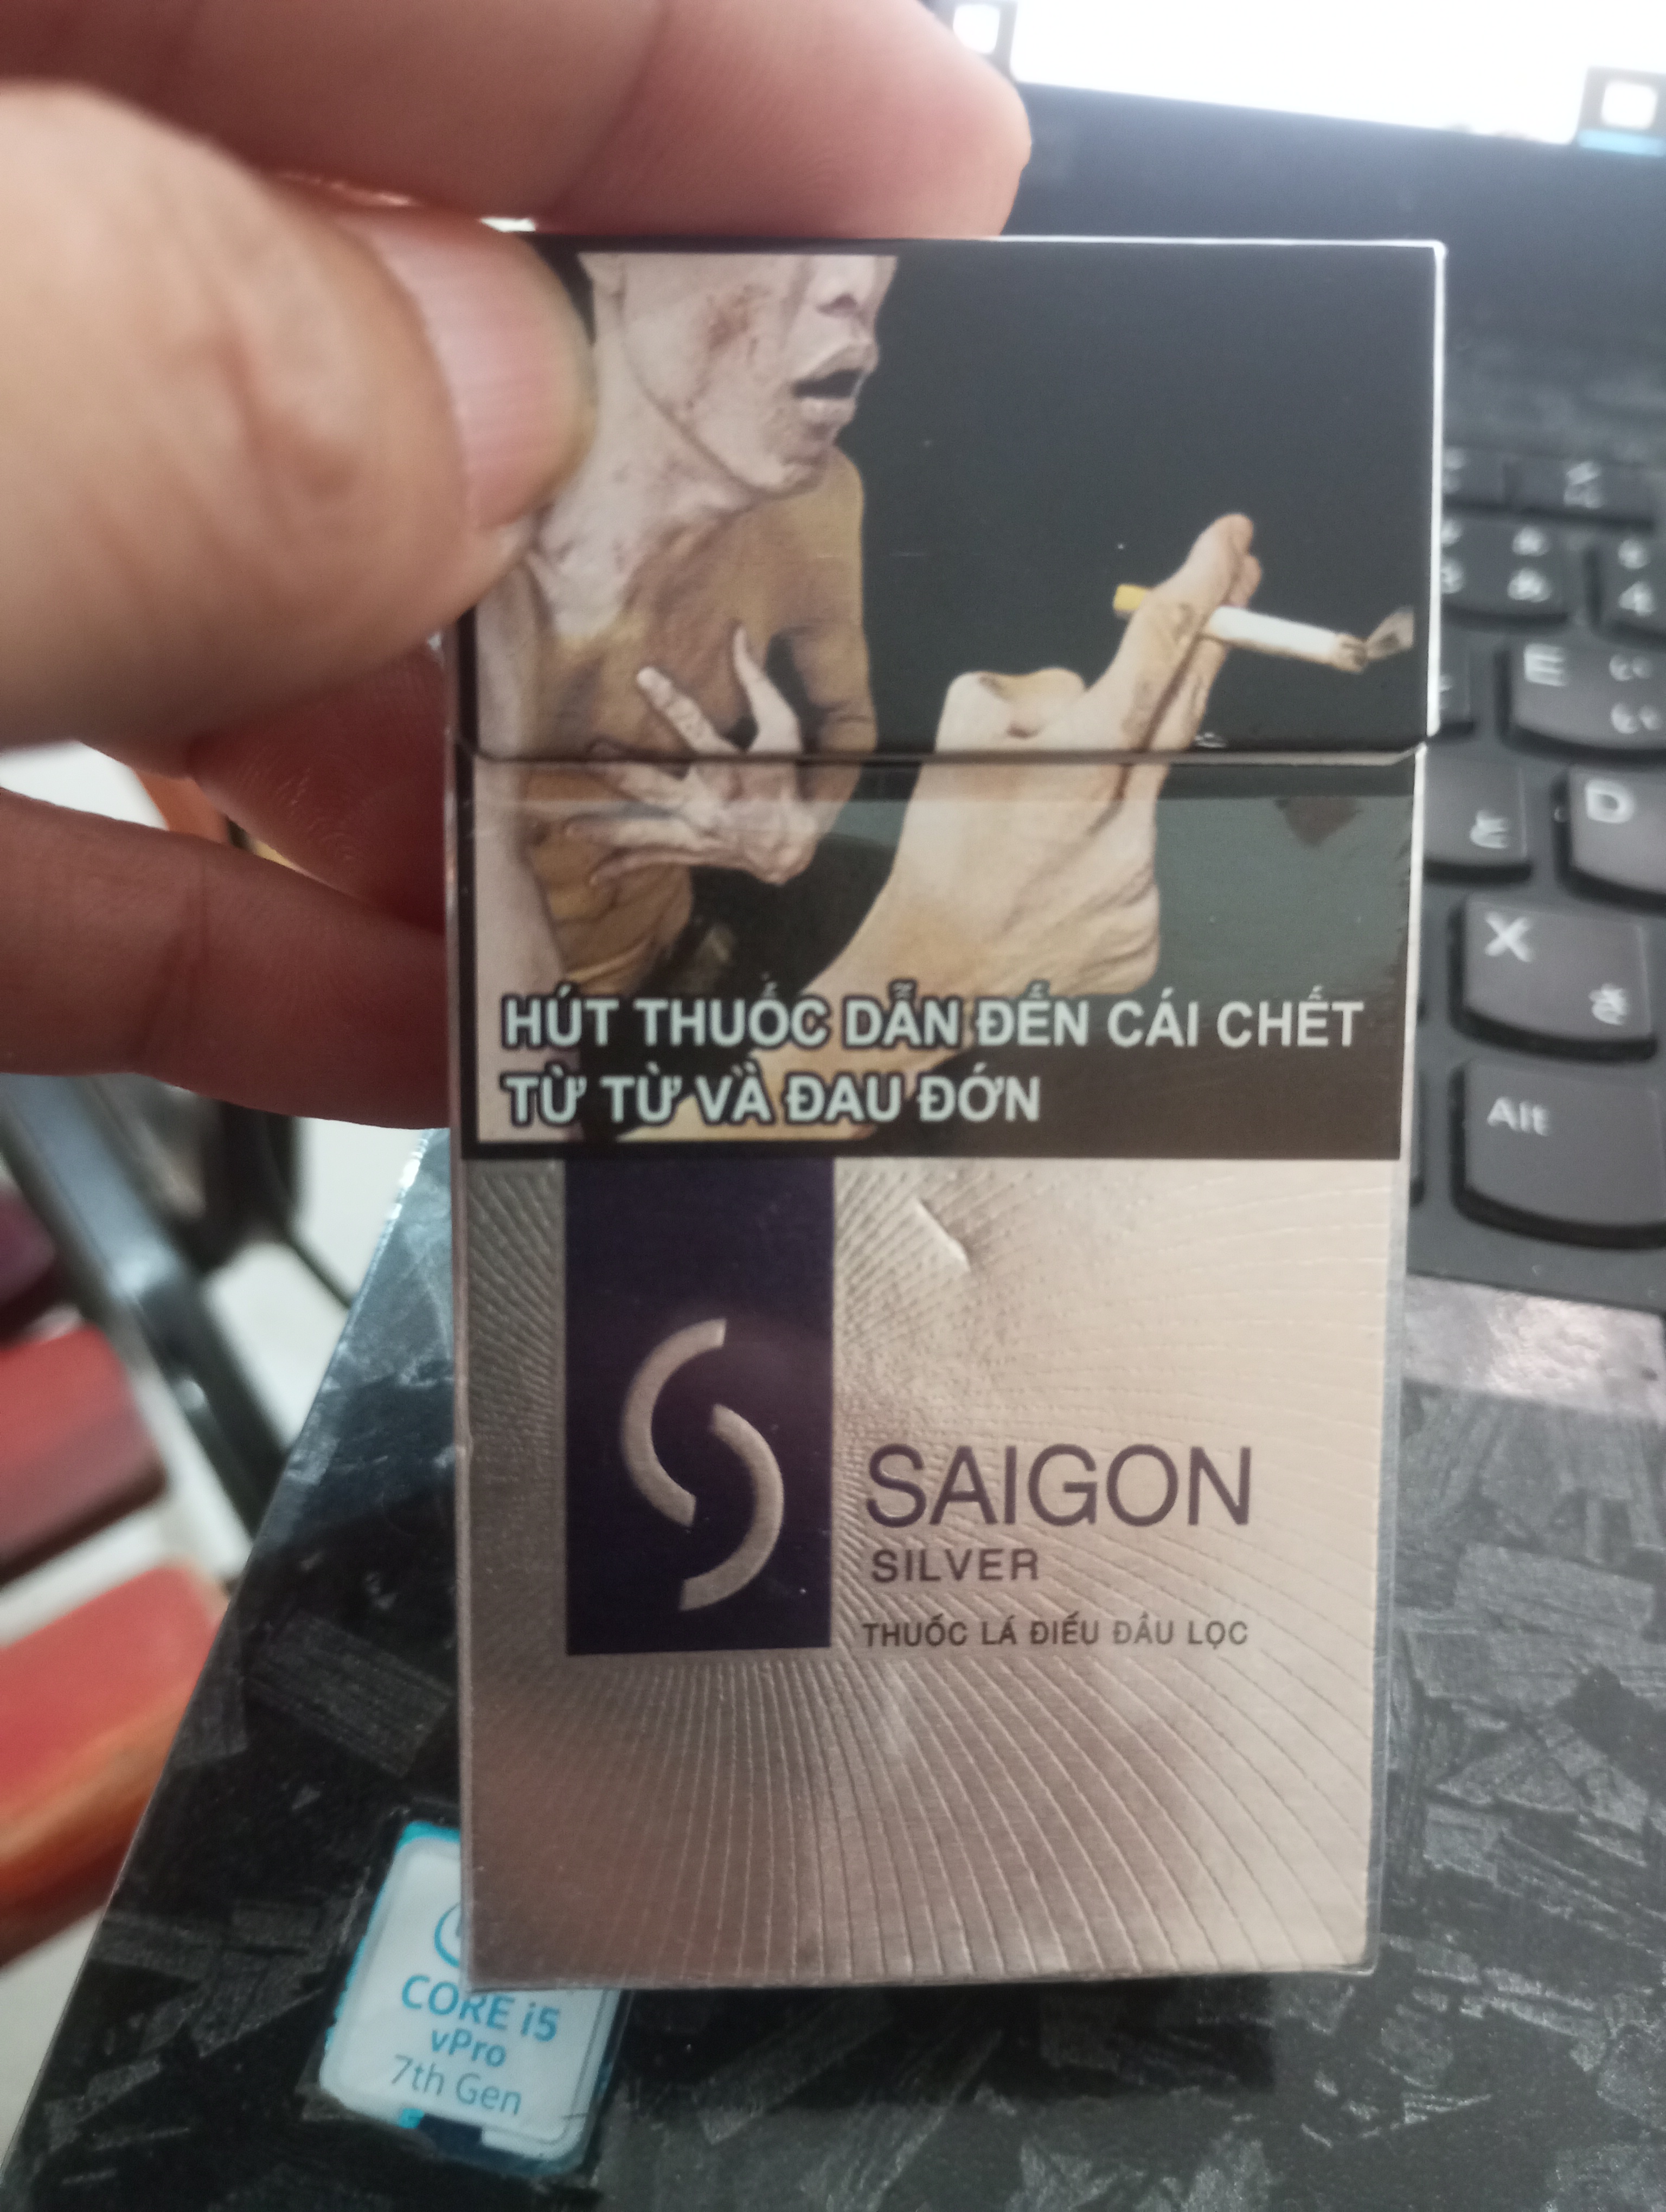 HÚT THUỐC DẪN ĐẾN CÁI CHẾT
TỪ TỪ VÀ ĐAU ĐỚN
SAIGON
SILVER
THUỐC LÁ ĐIẾU ĐẦU LỌC
E
D
X
Alt
CORE i5
vPro
7th Gen